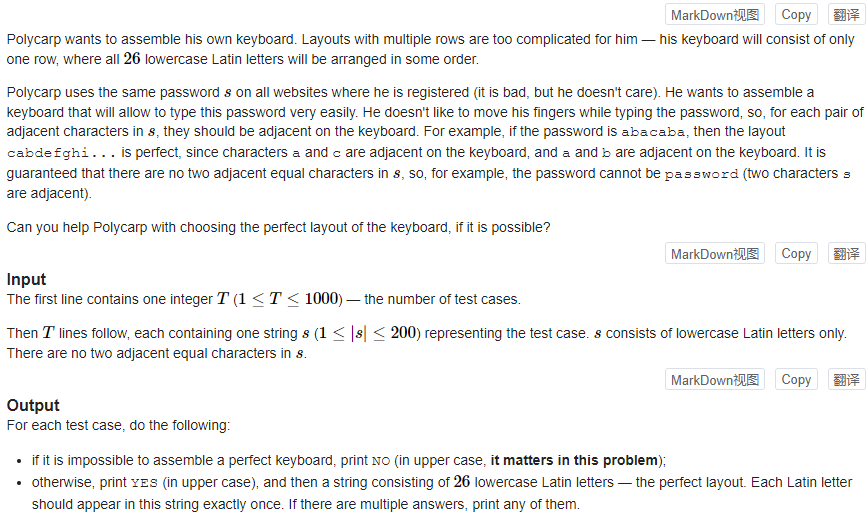 MarkDown视图 Copy 翻译
Polycarp wants to assemble his own keyboard. Layouts with multiple rows are too complicated for him — his keyboard will consist of only
one row, where all 26 lowercase Latin letters will be arranged in some order.
Polycarp uses the same password s on all websites where he is registered (it is bad, but he doesn't care). He wants to assemble a
keyboard that will allow to type this password very easily. He doesn't like to move his fingers while typing the password, so, for each pair of
adjacent characters in s, they should be adjacent on the keyboard. For example, if the password is abacaba, then the layout
cabdefghi... is perfect, since characters a and c are adjacent on the keyboard, and a and b are adjacent on the keyboard. It is
guaranteed that there are no two adjacent equal characters in s, so, for example, the password cannot be password (two characters s
are adjacent).
Can you help Polycarp with choosing the perfect layout of the keyboard, if it is possible?
MarkDown视图 Copy 翻译
Input
The first line contains one integer T (1 ≤ T ≤ 1000) — the number of test cases.
Then T lines follow, each containing one string s (1 ≤ |s| ≤ 200) representing the test case. s consists of lowercase Latin letters only.
There are no two adjacent equal characters in s.
MarkDown视图 Copy 翻译
Output
For each test case, do the following:
• if it is impossible to assemble a perfect keyboard, print NO (in upper case, it matters in this problem);
• otherwise, print YES (in upper case), and then a string consisting of 26 lowercase Latin letters — the perfect layout. Each Latin letter
should appear in this string exactly once. If there are multiple answers, print any of them.